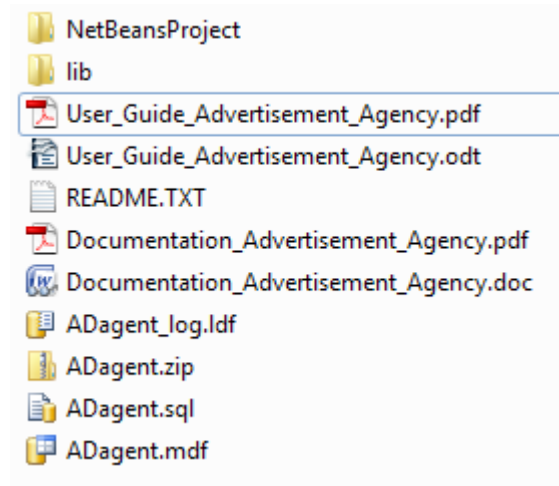 NetBeansProject
lib
User_Guide_Advertisement_Agency.pdf
User_Guide_Advertisement_Agency.odt
README.TXT
Documentation_Advertisement_Agency.pdf
Documentation_Advertisement_Agency.doc
ADagent_log.ldf
ADagent.zip
ADagent.sql
ADagent.mdf